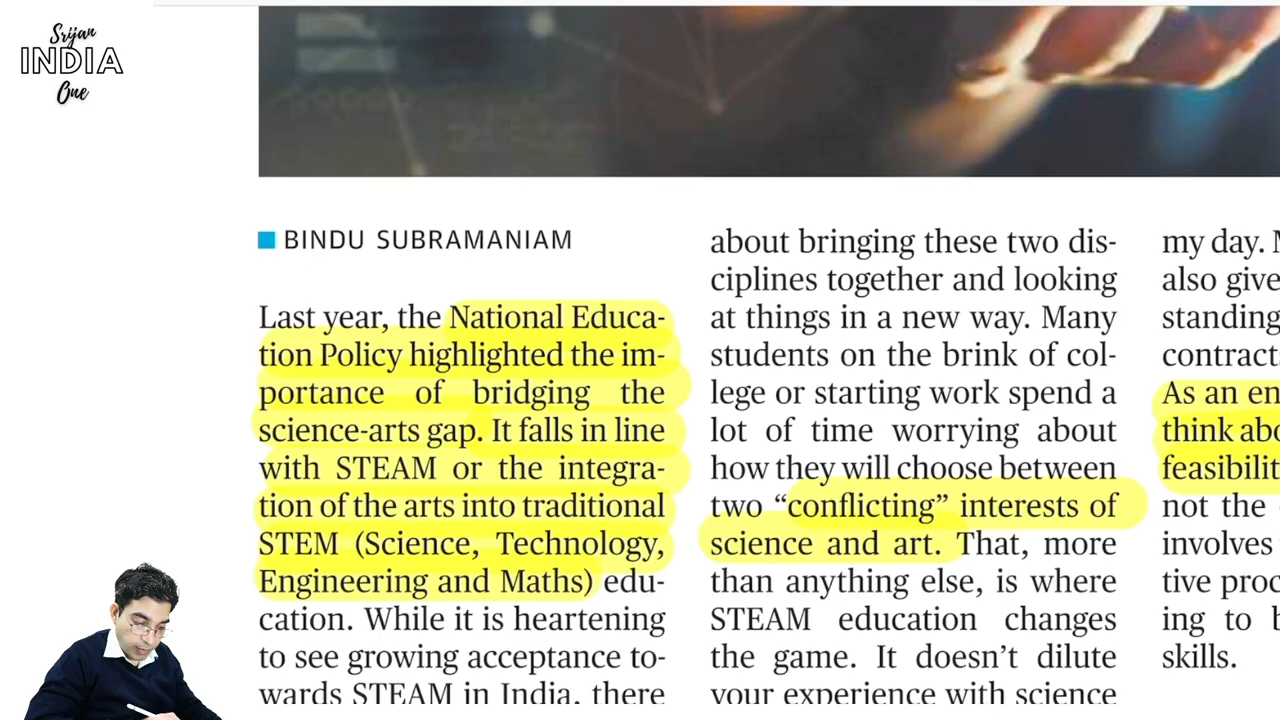 Srijan
INDIA
One
BINDU SUBRAMANIAM
Last year, the National Educa-
tion Policy highlighted the im-
portance of bridging the
science-arts gap. It falls in line
with STEAM or the integra-
tion of the arts into traditional
STEM (Science, Technology,
Engineering and Maths) edu-
cation. While it is heartening
to see growing acceptance to-
wards STEAM in India, there
about bringing these two dis-
ciplines together and looking
at things in a new way. Many
students on the brink of col-
lege or starting work spend a
lot of time worrying about
how they will choose between
two “conflicting” interests of
science and art. That, more
than anything else, is where
STEAM education changes
the game. It doesn’t dilute
your experience with science
my day.
also give
standing
contract
As an en
think abo
feasibilit
not the
involves
tive proc
ing to b
skills.